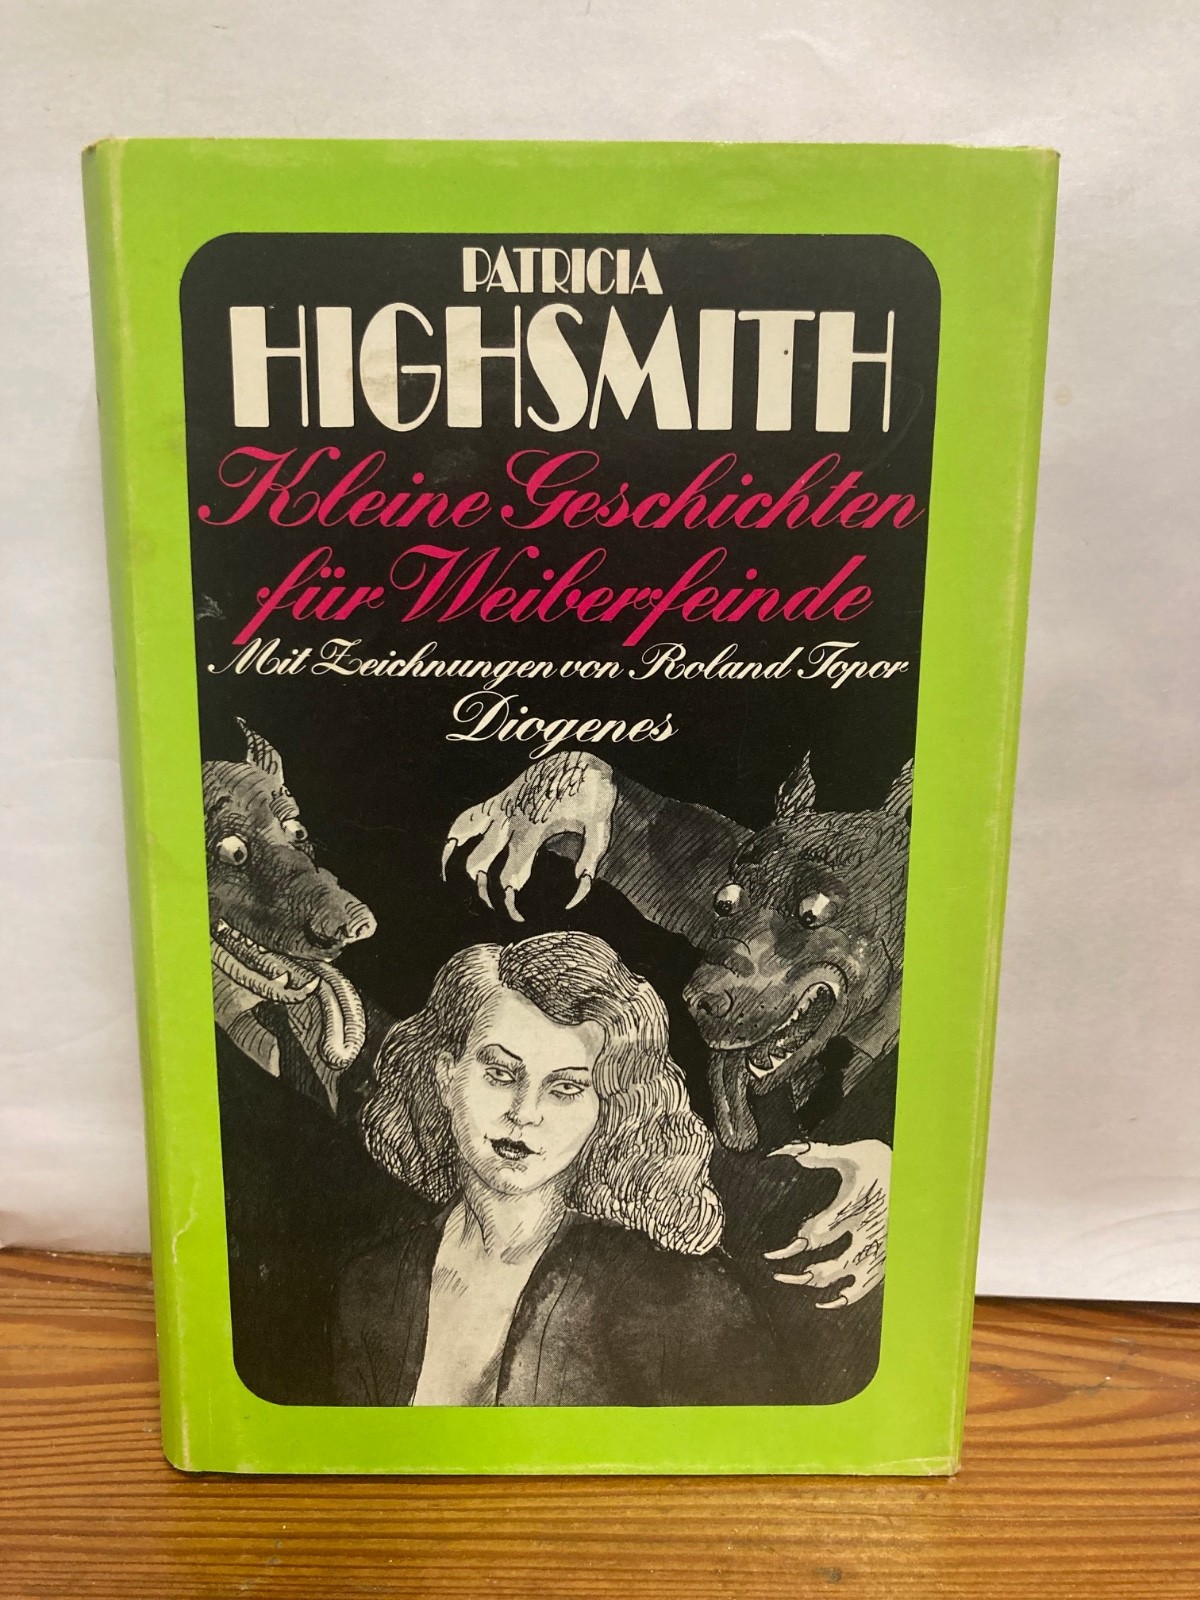 PATRICIA
HIGHSMITH
Kleine Geschichten
für Weiberfeinde
Mit Zeichnungen von Roland Topor
Diogenes